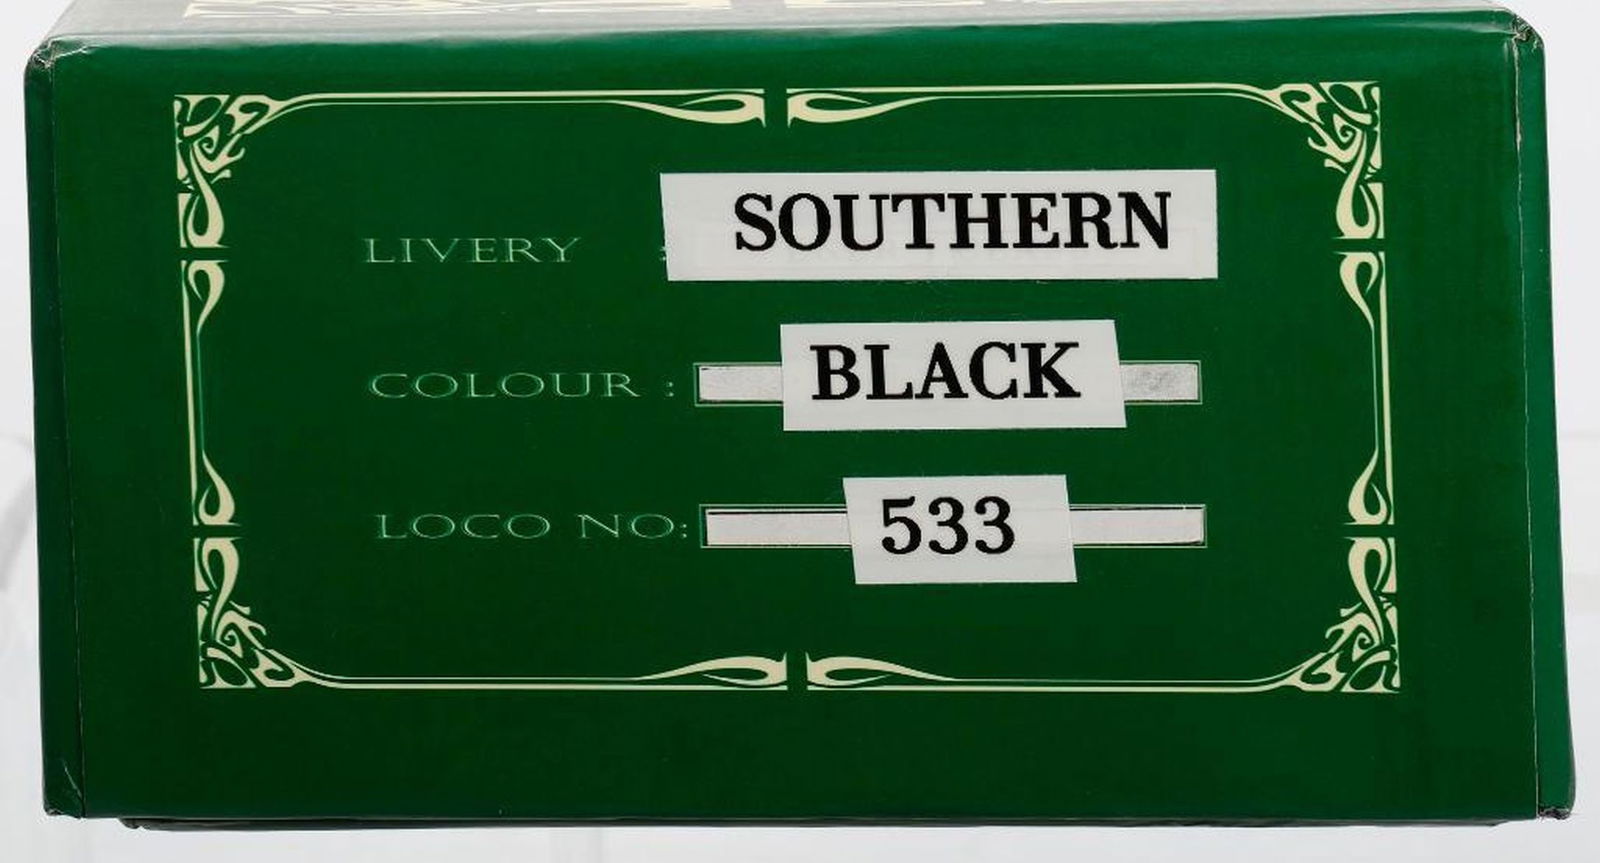 LIVERY : SOUTHERN
COLOUR : BLACK
LOCO NO: 533